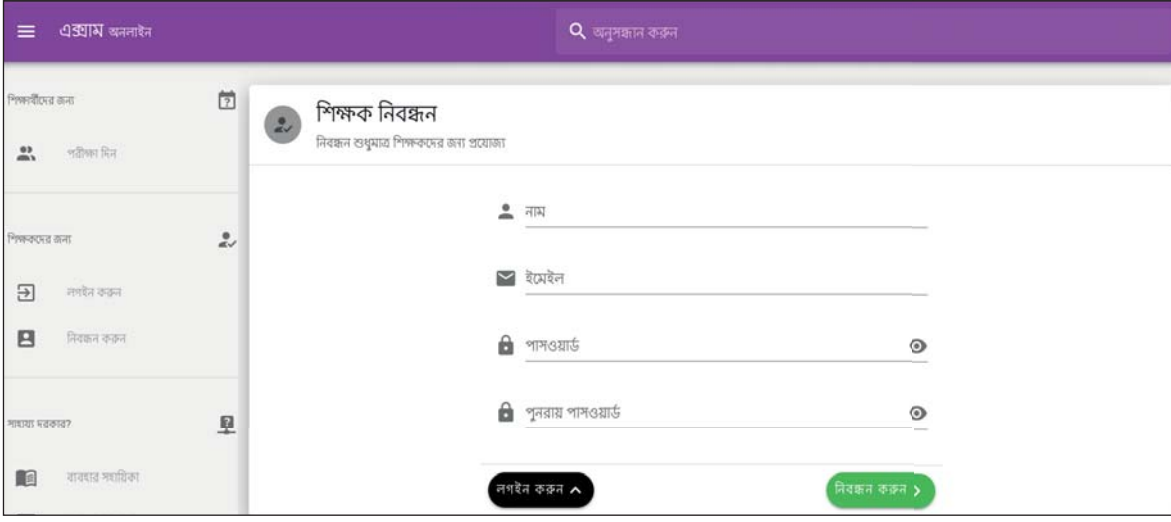 এক্সাম অনলাইন
অনুসন্ধান করুন
শিক্ষার্থীদের জন্য
পরীক্ষা দিন
শিক্ষকদের জন্য
লগইন করুন
নিবন্ধন করুন
সাহায্য দরকার?
ব্যবহার সহায়িকা
শিক্ষক নিবন্ধন
নিবন্ধন শুধুমাত্র শিক্ষকদের জন্য প্রযোজ্য
নাম
ইমেইল
পাসওয়ার্ড
পুনরায় পাসওয়ার্ড
লগইন করুন
নিবন্ধন করুন